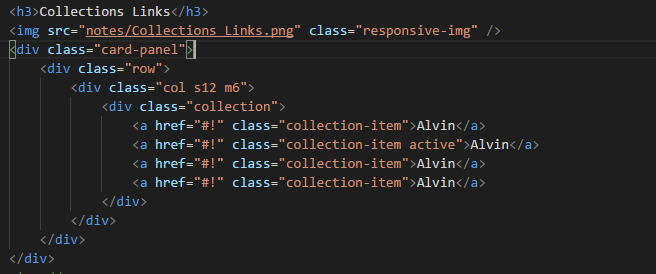 <h3>Collections Links</h3>
<img src="notes/Collections Links.png" class="responsive-img" />
<div class="card-panel">
    <div class="row">
        <div class="col s12 m6">
            <div class="collection">
                <a href="#!" class="collection-item">Alvin</a>
                <a href="#!" class="collection-item active">Alvin</a>
                <a href="#!" class="collection-item">Alvin</a>
                <a href="#!" class="collection-item">Alvin</a>
            </div>
        </div>
    </div>
</div>